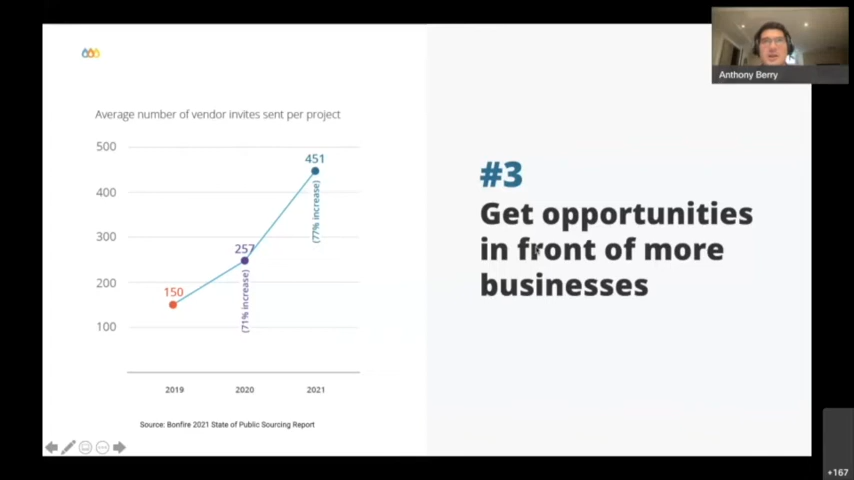 Anthony Berry
Average number of vendor invites sent per project
500
451
400
(77% increase)
300
257
200
(71% increase)
150
100
2019
2020
2021
Source: Bonfire 2021 State of Public Sourcing Report
#3
Get opportunities
in front of more
businesses
+167